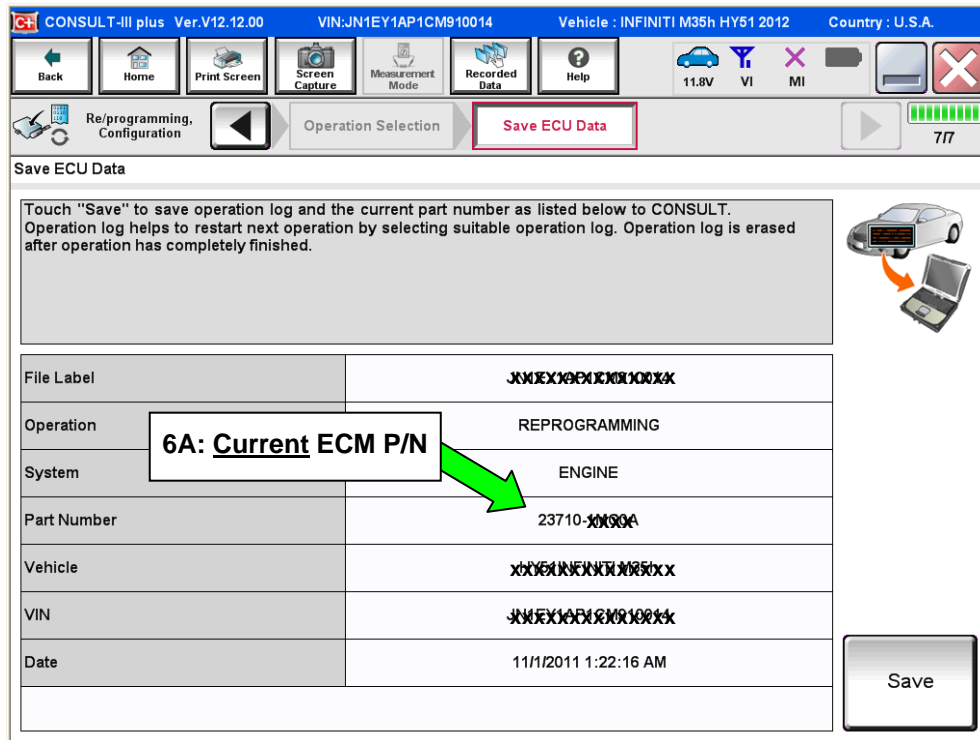 CONSULT-III plus Ver.V12.12.00 VIN:JN1EY1AP1CM910014 Vehicle : INFINITI M35h HY51 2012 Country : U.S.A.
Back Home Print Screen Screen Capture Measurement Mode Recorded Data Help 11.8V VI MI
Re/programming, Configuration Operation Selection Save ECU Data 7/7
Save ECU Data
Touch "Save" to save operation log and the current part number as listed below to CONSULT.
Operation log helps to restart next operation by selecting suitable operation log. Operation log is erased
after operation has completely finished.
File Label
Operation REPROGRAMMING
6A: Current ECM P/N
System ENGINE
Part Number 23710-
Vehicle
VIN
Date 11/1/2011 1:22:16 AM
Save